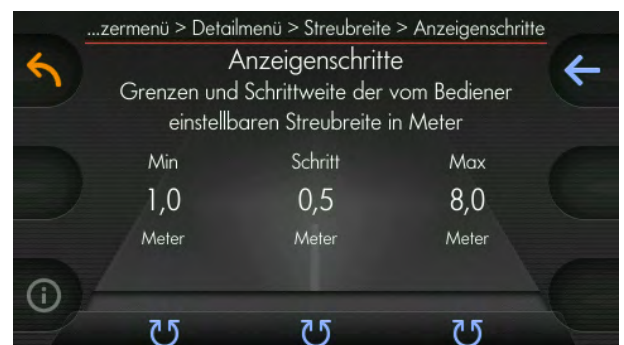 ...zermenü > Detailmenü > Streubreite > Anzeigenschritte
Anzeigenschritte
Grenzen und Schrittweite der vom Bediener
einstellbaren Streubreite in Meter
Min Schritt Max
1,0 0,5 8,0
Meter Meter Meter